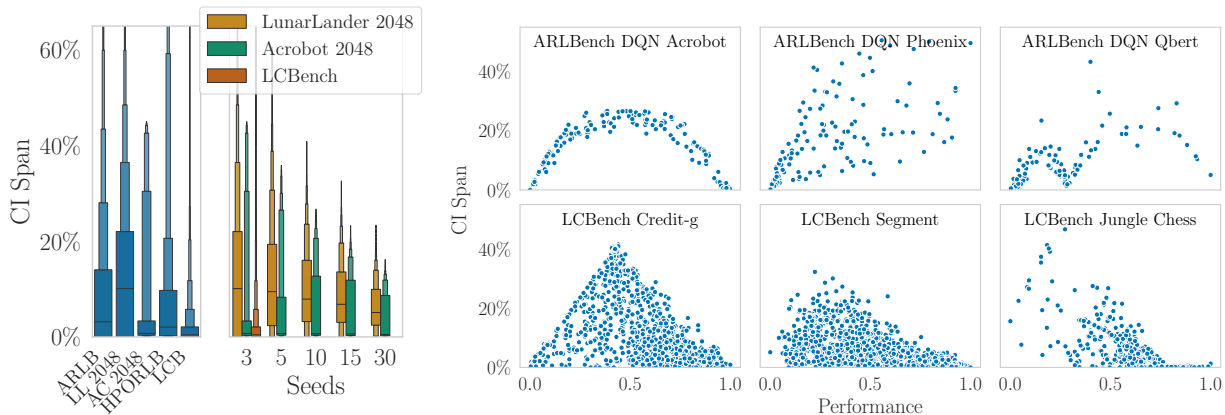 LunarLander 2048
Acrobot 2048
LCBench
CI Span
60%
40%
20%
0%
ARLB
LL 2048
AC 2048
HPORLB
LCB
3 5 10 15 30
Seeds
CI Span
ARLBench DQN Acrobot
ARLBench DQN Phoenix
ARLBench DQN Qbert
40%
20%
0%
LCBench Credit-g
LCBench Segment
LCBench Jungle Chess
40%
20%
0%
0.0 0.5 1.0
0.0 0.5 1.0
0.0 0.5 1.0
Performance